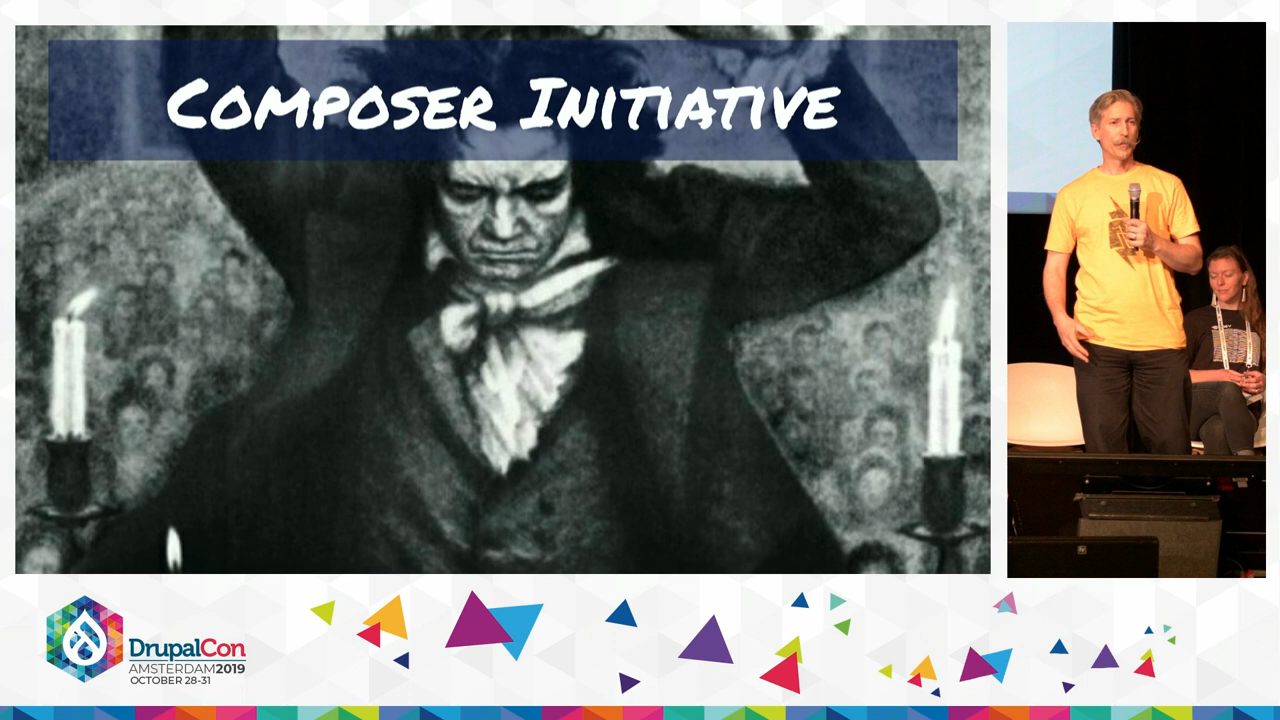 Composer Initiative
DrupalCon
AMSTERDAM2019
OCTOBER 28-31